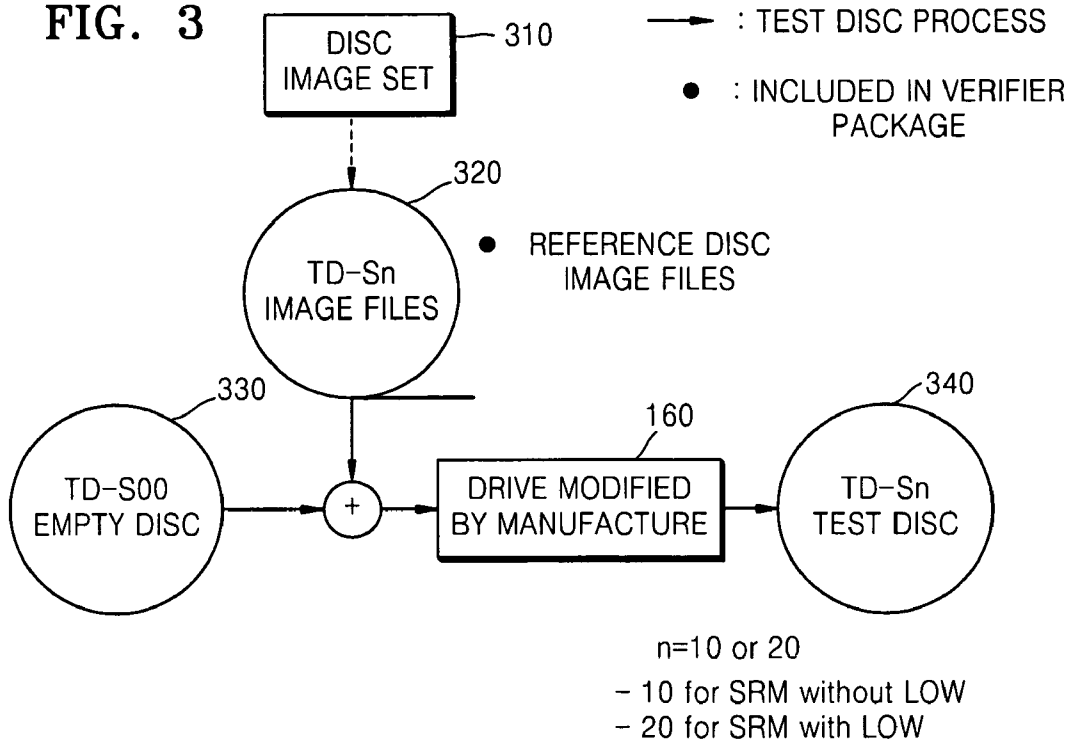 FIG. 3
DISC
IMAGE SET
310
: TEST DISC PROCESS
: INCLUDED IN VERIFIER
PACKAGE
320
TD-Sn
IMAGE FILES
● REFERENCE DISC
IMAGE FILES
330
TD-S00
EMPTY DISC
+
160
DRIVE MODIFIED
BY MANUFACTURE
340
TD-Sn
TEST DISC
n=10 or 20
- 10 for SRM without LOW
- 20 for SRM with LOW